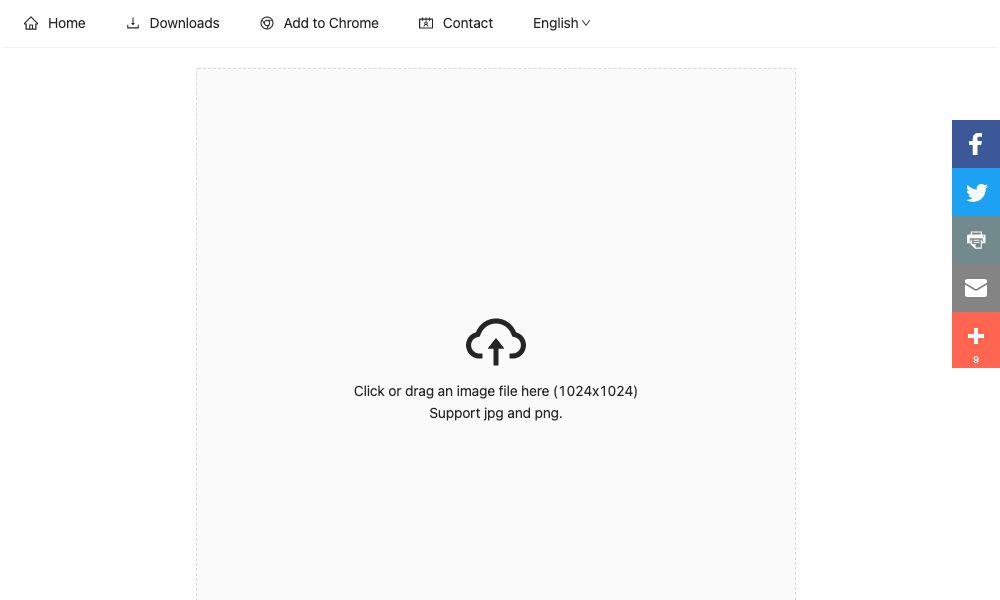 Home Downloads Add to Chrome Contact English
Click or drag an image file here (1024x1024)
Support jpg and png.
9